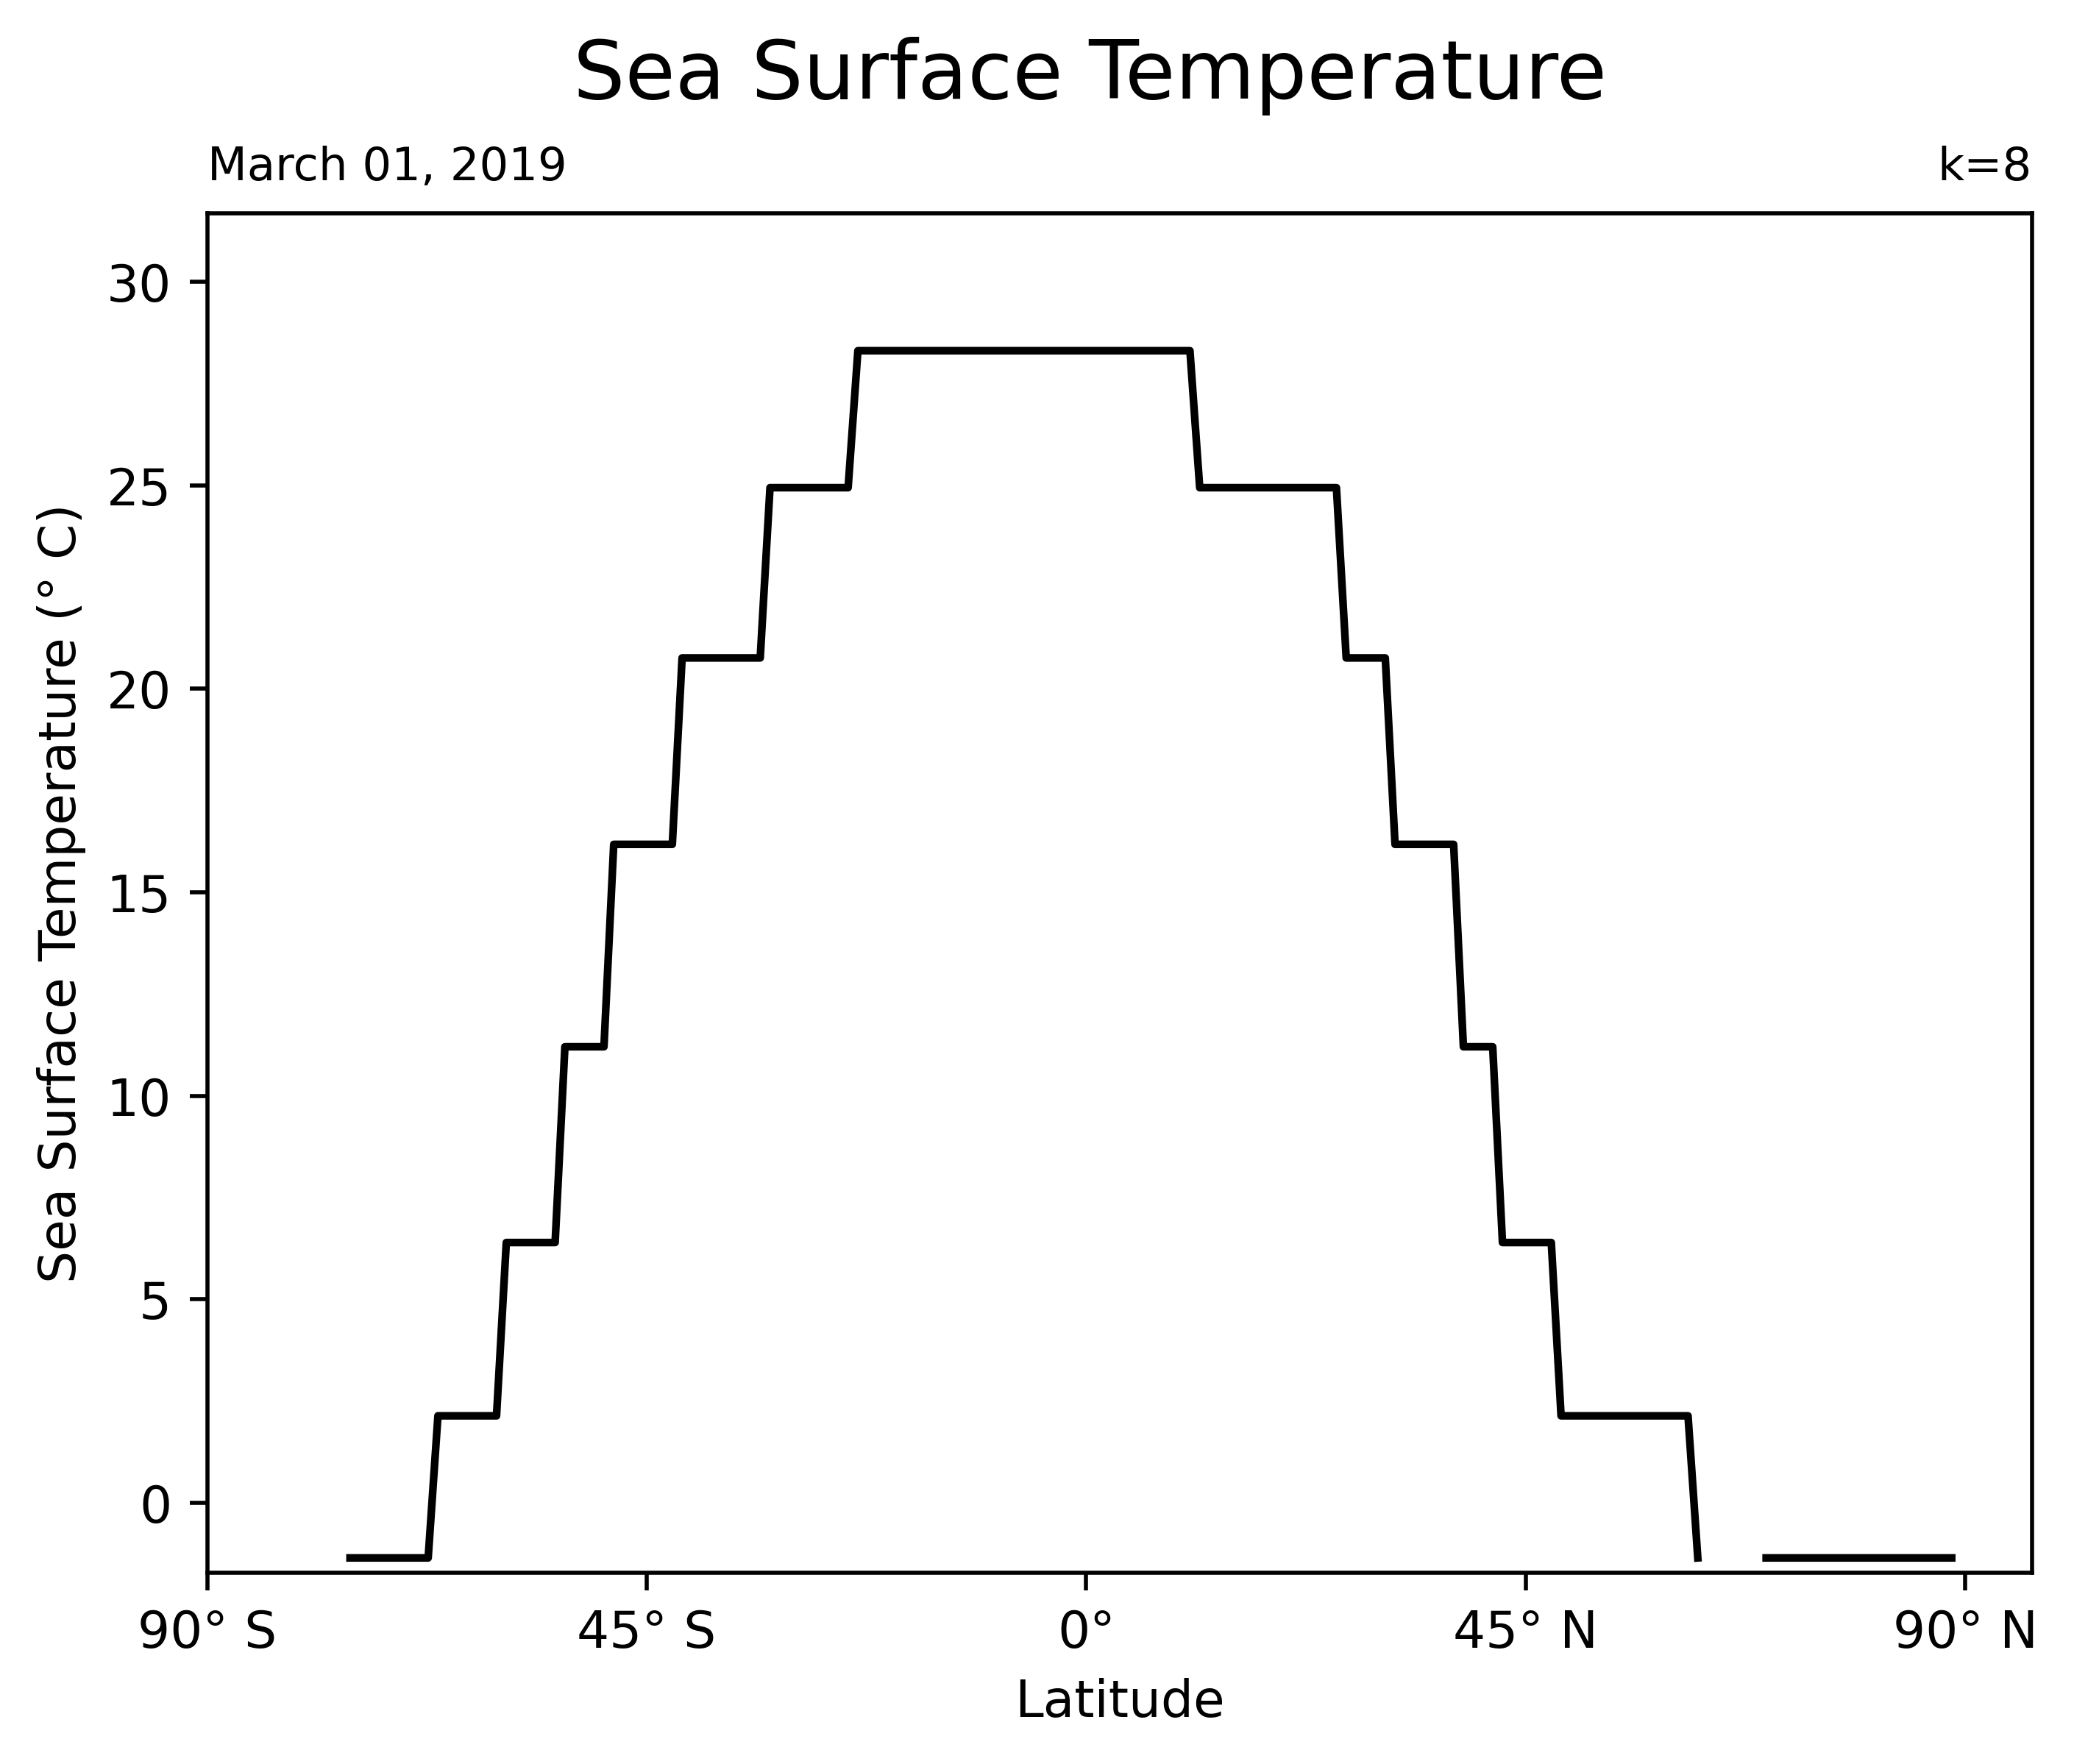 Sea Surface Temperature
March 01, 2019
k=8
30
25
20
15
10
5
0
Sea Surface Temperature (° C)
90° S
45° S
0°
45° N
90° N
Latitude